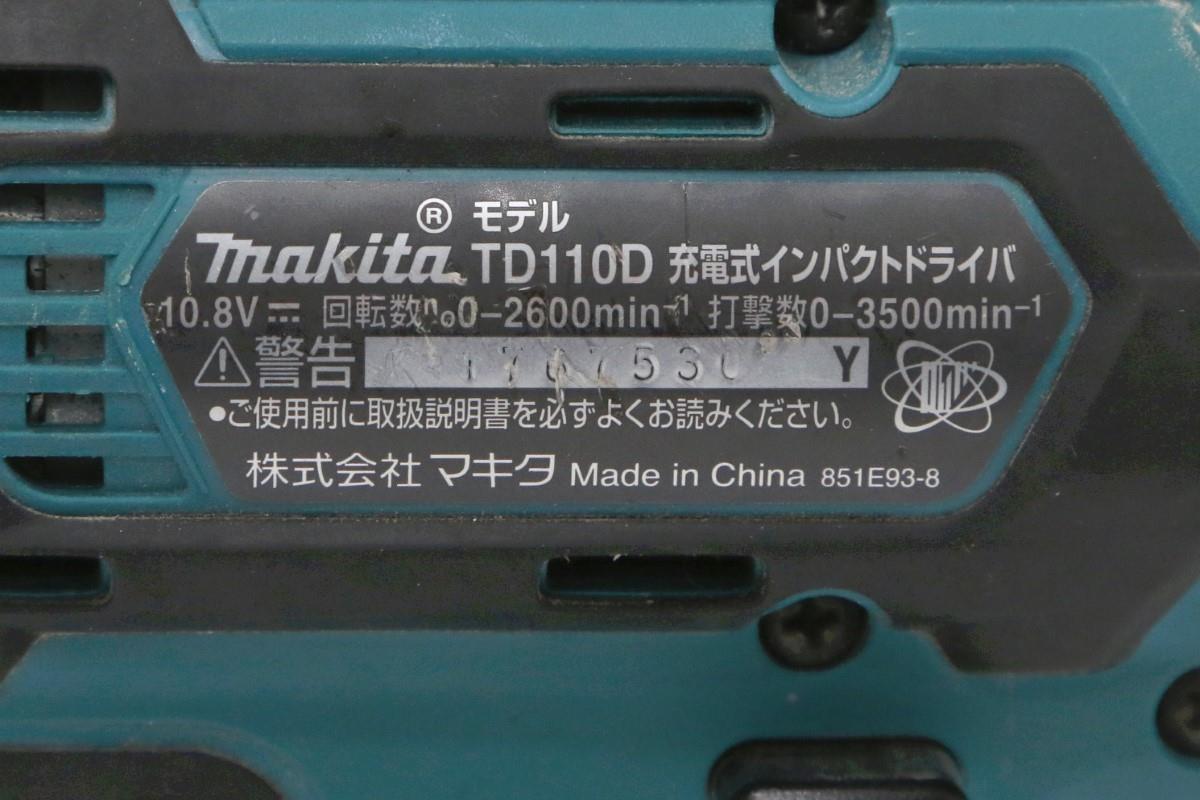 ® モデル
makita TD110D 充電式インパクトドライバ
10.8V⎓ 回転数n₀0-2600min⁻¹ 打撃数0-3500min⁻¹
⚠警告 Y
●ご使用前に取扱説明書を必ずよくお読みください。
株式会社 マキタ Made in China 851E93-8